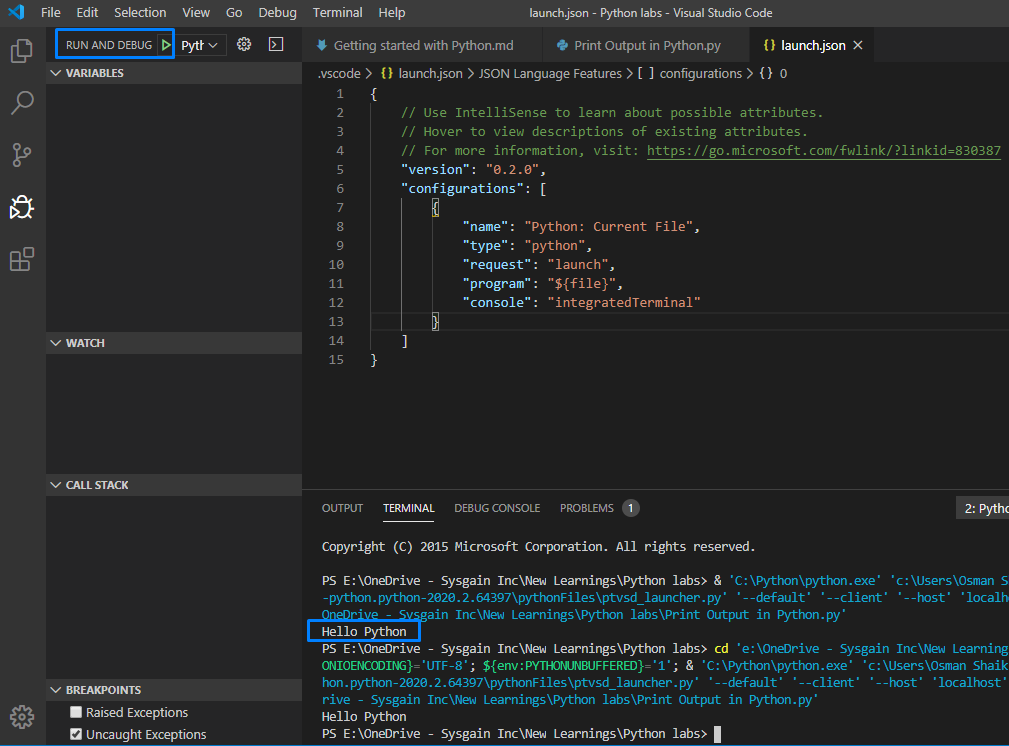 File Edit Selection View Go Debug Terminal Help launch.json - Python labs - Visual Studio Code
RUN AND DEBUG Pyth
Getting started with Python.md Print Output in Python.py {} launch.json
.vscode > {} launch.json > JSON Language Features > [ ] configurations > {} 0
VARIABLES
WATCH
CALL STACK
BREAKPOINTS
Raised Exceptions
Uncaught Exceptions
1 {
2 // Use IntelliSense to learn about possible attributes.
3 // Hover to view descriptions of existing attributes.
4 // For more information, visit: https://go.microsoft.com/fwlink/?linkid=830387
5 "version": "0.2.0",
6 "configurations": [
7 {
8 "name": "Python: Current File",
9 "type": "python",
10 "request": "launch",
11 "program": "${file}",
12 "console": "integratedTerminal"
13 }
14 ]
15 }
OUTPUT TERMINAL DEBUG CONSOLE PROBLEMS 1 2: Pytho
Copyright (C) 2015 Microsoft Corporation. All rights reserved.
PS E:\OneDrive - Sysgain Inc\New Learnings\Python labs> & 'C:\Python\python.exe' 'c:\Users\Osman S
-python.python-2020.2.64397\pythonFiles\ptvsd_launcher.py' '--default' '--client' '--host' 'localh
OneDrive - Sysgain Inc\New Learnings\Python labs\Print Output in Python.py'
Hello Python
PS E:\OneDrive - Sysgain Inc\New Learnings\Python labs> cd 'e:\OneDrive - Sysgain Inc\New Learning
ONIOENCODING}='UTF-8'; ${env:PYTHONUNBUFFERED}='1'; & 'C:\Python\python.exe' 'c:\Users\Osman Shaik
hon.python-2020.2.64397\pythonFiles\ptvsd_launcher.py' '--default' '--client' '--host' 'localhost'
rive - Sysgain Inc\New Learnings\Python labs\Print Output in Python.py'
Hello Python
PS E:\OneDrive - Sysgain Inc\New Learnings\Python labs>